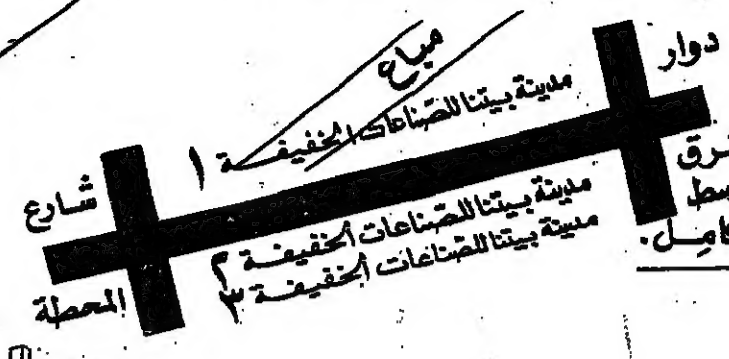 مباع
دوار
مدينة بيتنا للصناعات الخفيفة ١
شارع
المحطة
مدينة بيتنا للصناعات الخفيفة ٢
مدينة بيتنا للصناعات الخفيفة ٣